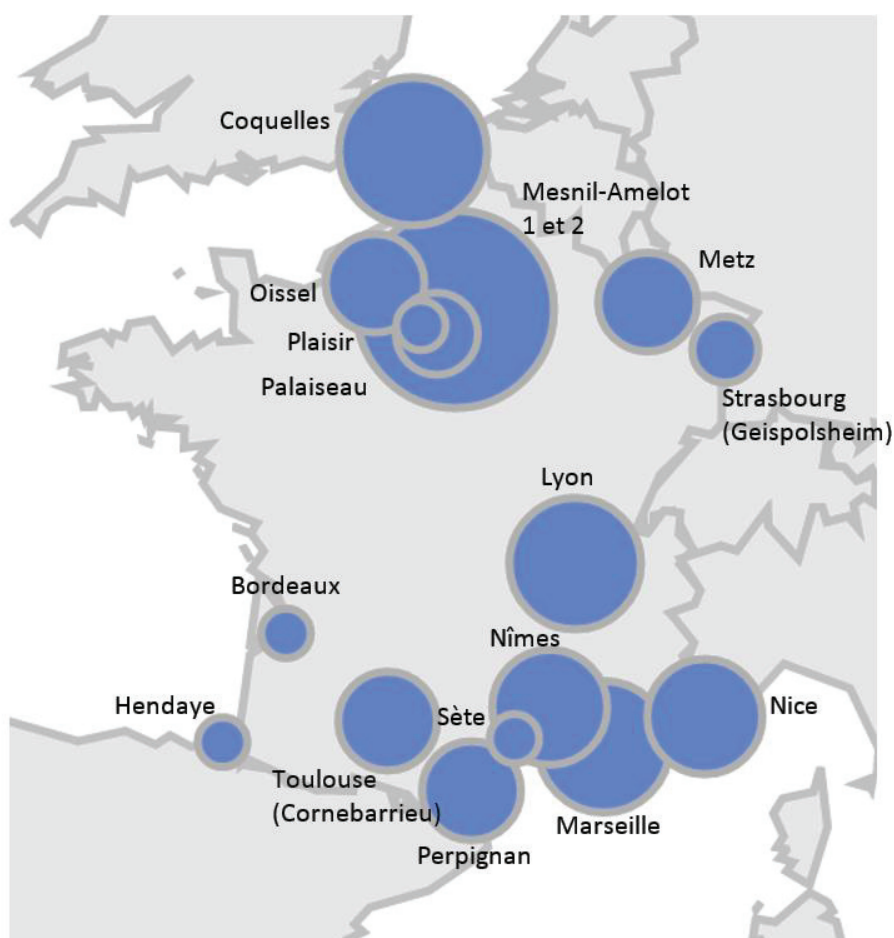 Coquelles
Mesnil-Amelot
1 et 2
Metz
Oissel
Plaisir
Palaiseau
Strasbourg
(Geispolsheim)
Lyon
Bordeaux
Nîmes
Hendaye
Sète
Nice
Toulouse
(Cornebarrieu)
Marseille
Perpignan